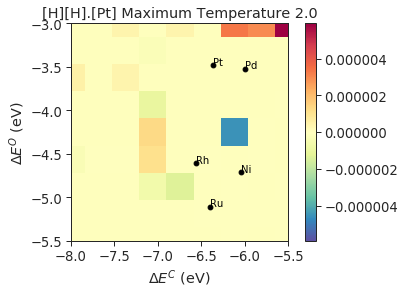 [H][H].[Pt] Maximum Temperature 2.0
−3.0
−3.5
−4.0
−4.5
−5.0
−5.5
ΔE^O (eV)
Pt
Pd
Rh
Ni
Ru
−8.0 −7.5 −7.0 −6.5 −6.0 −5.5
ΔE^C (eV)
0.000004
0.000002
0.000000
−0.000002
−0.000004